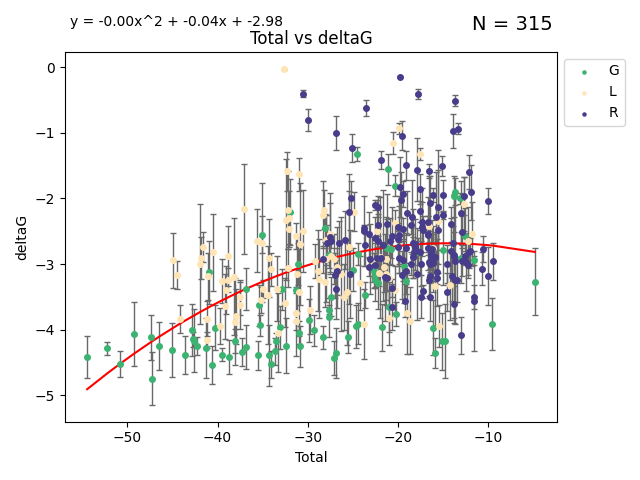 y = -0.00x^2 + -0.04x + -2.98
N = 315
Total vs deltaG
G
L
R
0
−1
−2
−3
−4
−5
deltaG
−50
−40
−30
−20
−10
Total